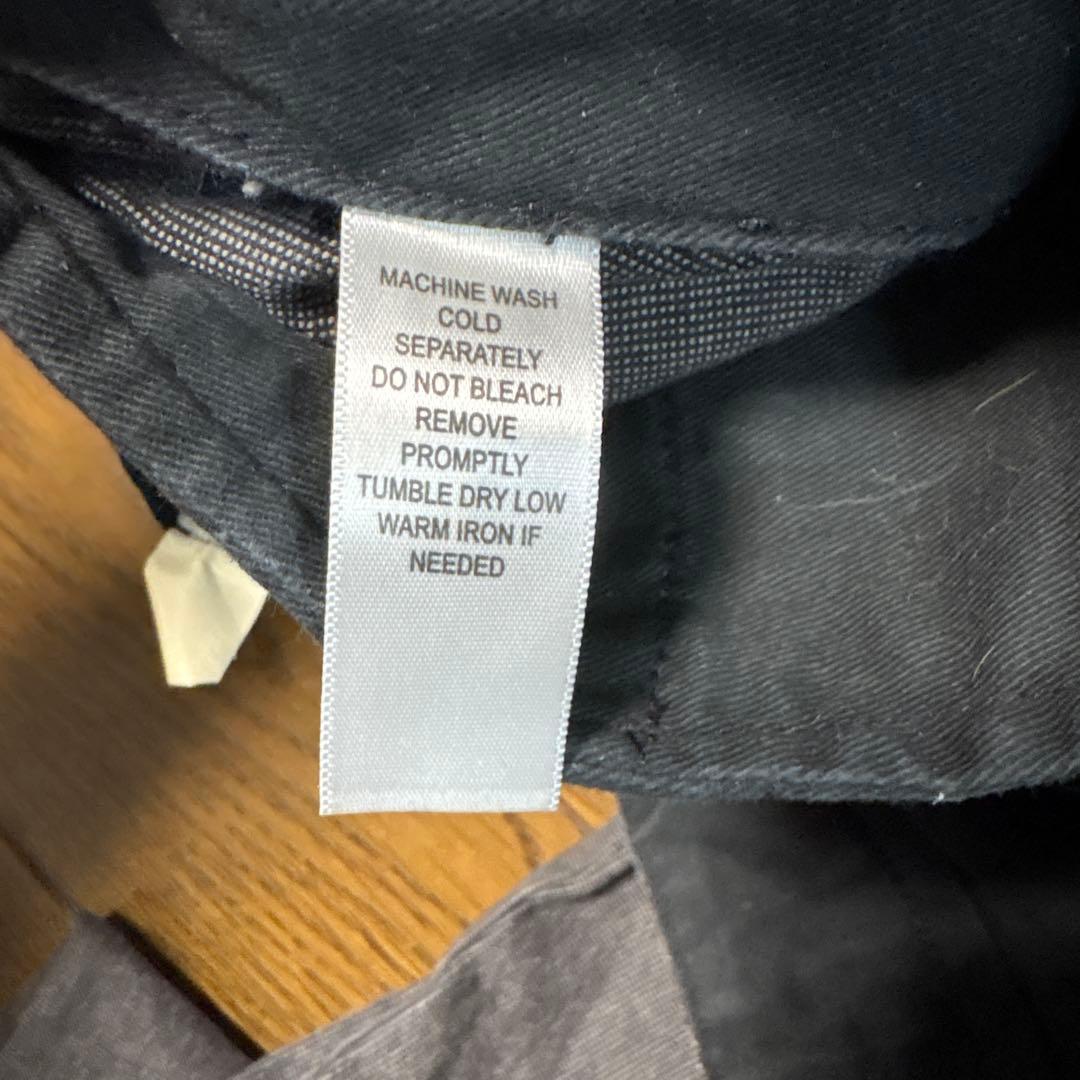 MACHINE WASH
COLD
SEPARATELY
DO NOT BLEACH
REMOVE
PROMPTLY
TUMBLE DRY LOW
WARM IRON IF
NEEDED